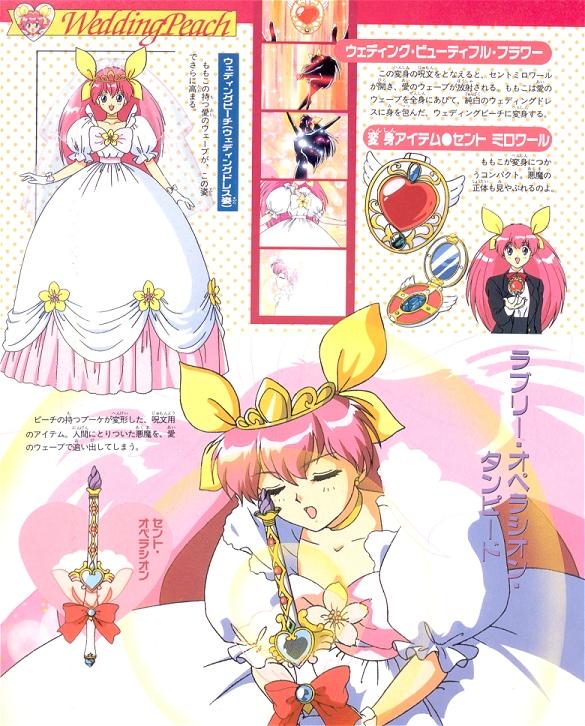 WeddingPeach
ウェディングピーチ(ウェディングドレス姿)
ももこの持つ愛のウェーブが、この姿
でさらに高まる。
ウェディング・ビューティフル・フラワー
この変身の呪文をとなえると、セントミロワール
が開き、愛のウェーブが放射される。ももこは愛の
ウェーブを全身にあびて、純白のウェディングドレ
スに身を包んだ、ウェディングピーチに変身する。
変身アイテム●セント ミロワール
ももこが変身につか
うコンパクト。悪魔の
正体も見やぶれるのよ。
ラブリー・オペラシオン・
タンピード
ピーチの持つブーケが変形した、呪文用
のアイテム。人間にとりついた悪魔を、愛
のウェーブで追い出してしまう。
セント・
オペラシオン